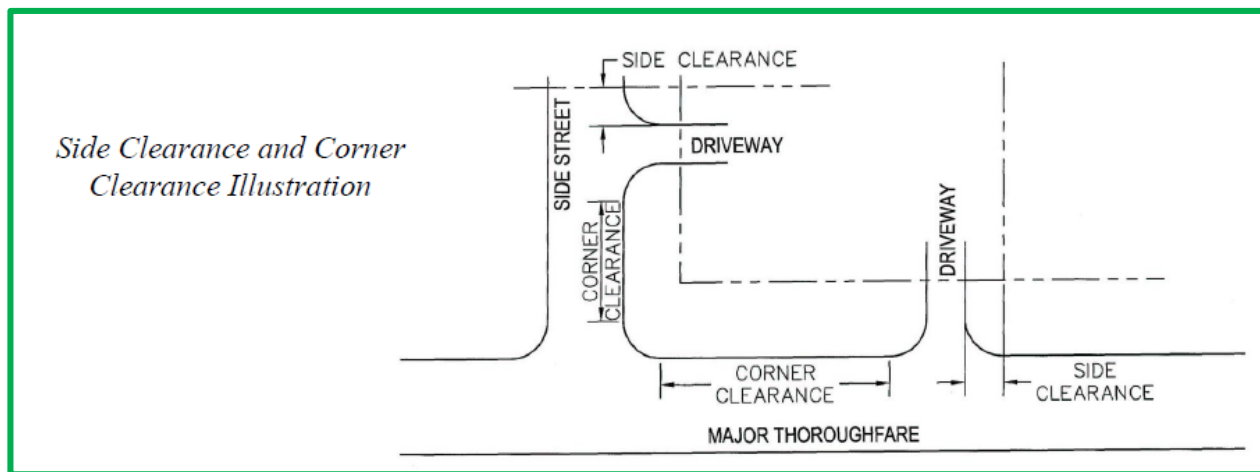 Side Clearance and Corner
Clearance Illustration
SIDE CLEARANCE
SIDE STREET
DRIVEWAY
CORNER
CLEARANCE
DRIVEWAY
CORNER
CLEARANCE
SIDE
CLEARANCE
MAJOR THOROUGHFARE